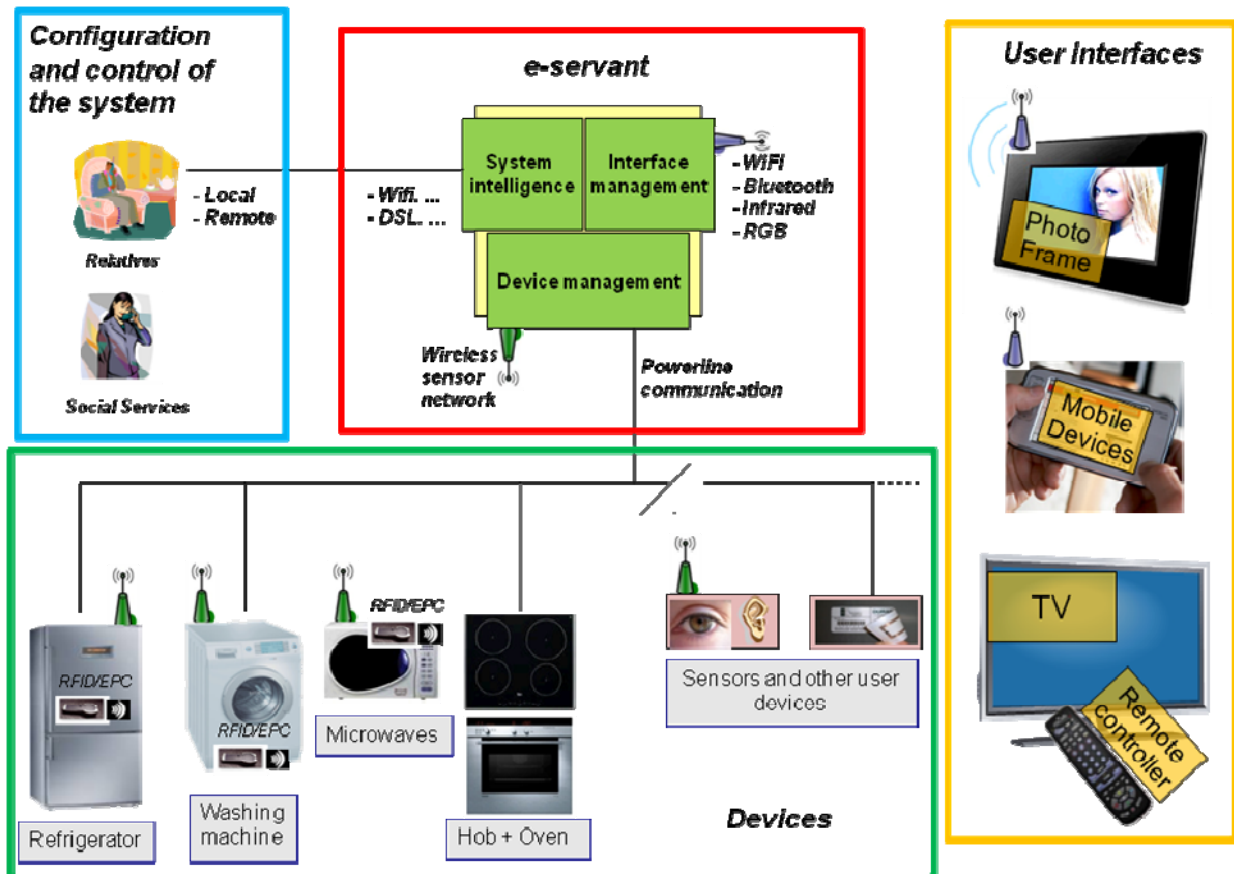 Configuration
and control of
the system
- Local
- Remote
Relatives
Social Services
e-servant
System
intelligence
Interface
management
Device management
- Wifi. ...
- DSL. ...
- WiFi
- Bluetooth
- Infrared
- RGB
Wireless
sensor
network
Powerline
communication
User Interfaces
Photo
Frame
Mobile
Devices
TV
Remote
controller
RFID/EPC
Refrigerator
RFID/EPC
Washing
machine
RFID/EPC
Microwaves
Hob + Oven
Sensors and other user
devices
Devices